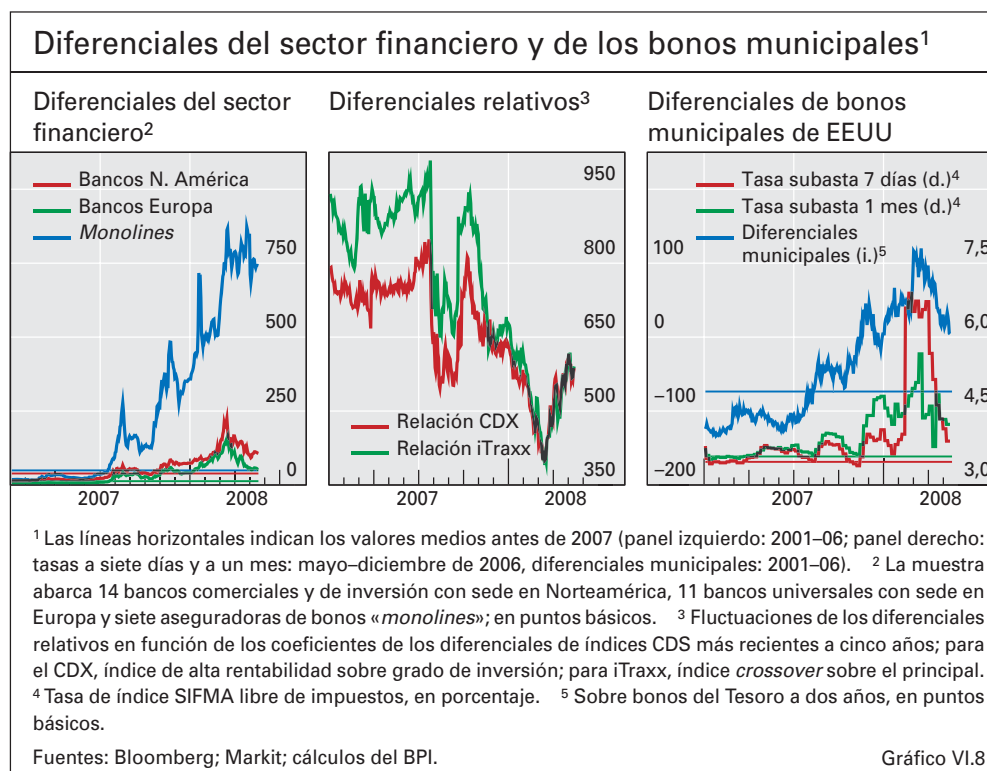 Diferenciales del sector financiero y de los bonos municipales¹
Diferenciales del sector
financiero²
Bancos N. América
Bancos Europa
Monolines
750
500
250
0
2007
2008
Diferenciales relativos³
950
800
650
500
350
Relación CDX
Relación iTraxx
2007
2008
Diferenciales de bonos
municipales de EEUU
Tasa subasta 7 días (d.)⁴
Tasa subasta 1 mes (d.)⁴
Diferenciales
municipales (i.)⁵
100
0
–100
–200
7,5
6,0
4,5
3,0
2007
2008
¹ Las líneas horizontales indican los valores medios antes de 2007 (panel izquierdo: 2001–06; panel derecho:
tasas a siete días y a un mes: mayo–diciembre de 2006, diferenciales municipales: 2001–06). ² La muestra
abarca 14 bancos comerciales y de inversión con sede en Norteamérica, 11 bancos universales con sede en
Europa y siete aseguradoras de bonos «monolines»; en puntos básicos. ³ Fluctuaciones de los diferenciales
relativos en función de los coeficientes de los diferenciales de índices CDS más recientes a cinco años; para
el CDX, índice de alta rentabilidad sobre grado de inversión; para iTraxx, índice crossover sobre el principal.
⁴ Tasa de índice SIFMA libre de impuestos, en porcentaje. ⁵ Sobre bonos del Tesoro a dos años, en puntos
básicos.
Fuentes: Bloomberg; Markit; cálculos del BPI.
Gráfico VI.8